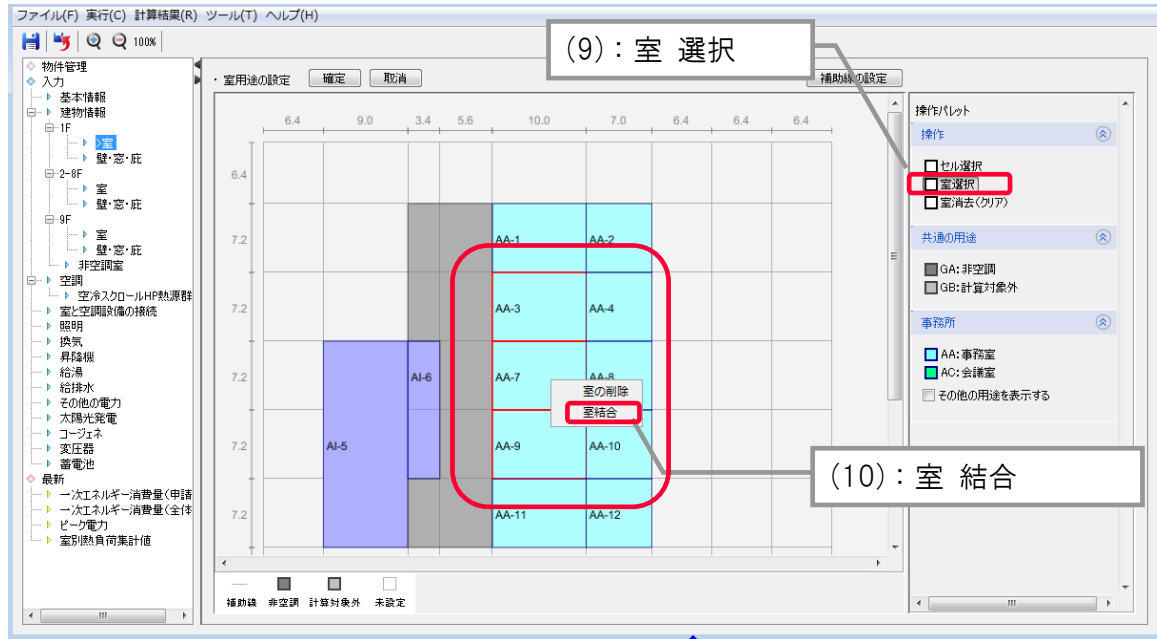 ファイル(F) 実行(C) 計算結果(R) ツール(T) ヘルプ(H)
100%
(9):室 選択
物件管理
入力
基本情報
建物情報
1F
室
壁・窓・庇
2-8F
室
壁・窓・庇
9F
室
壁・窓・庇
非空調室
空調
空冷スクロールHP熱源群
室と空調設備の接続
照明
換気
昇降機
給湯
給排水
その他の電力
太陽光発電
コージェネ
変圧器
蓄電池
最新
一次エネルギー消費量(申請
一次エネルギー消費量(全体
ピーク電力
室別熱負荷集計値
・室用途の設定 確定 取消 補助線の設定
6.4 9.0 3.4 5.6 10.0 7.0 6.4 6.4 6.4
6.4
7.2 AA-1 AA-2
7.2 AA-3 AA-4
7.2 AI-6 AA-7 AA-8
室の削除
室結合
7.2 AI-5 AA-9 AA-10
7.2 AA-11 AA-12
補助線 非空調 計算対象外 未設定
操作パレット
操作
セル選択
室選択
室消去(クリア)
共通の用途
GA:非空調
GB:計算対象外
事務所
AA:事務室
AC:会議室
その他の用途を表示する
(10):室 結合